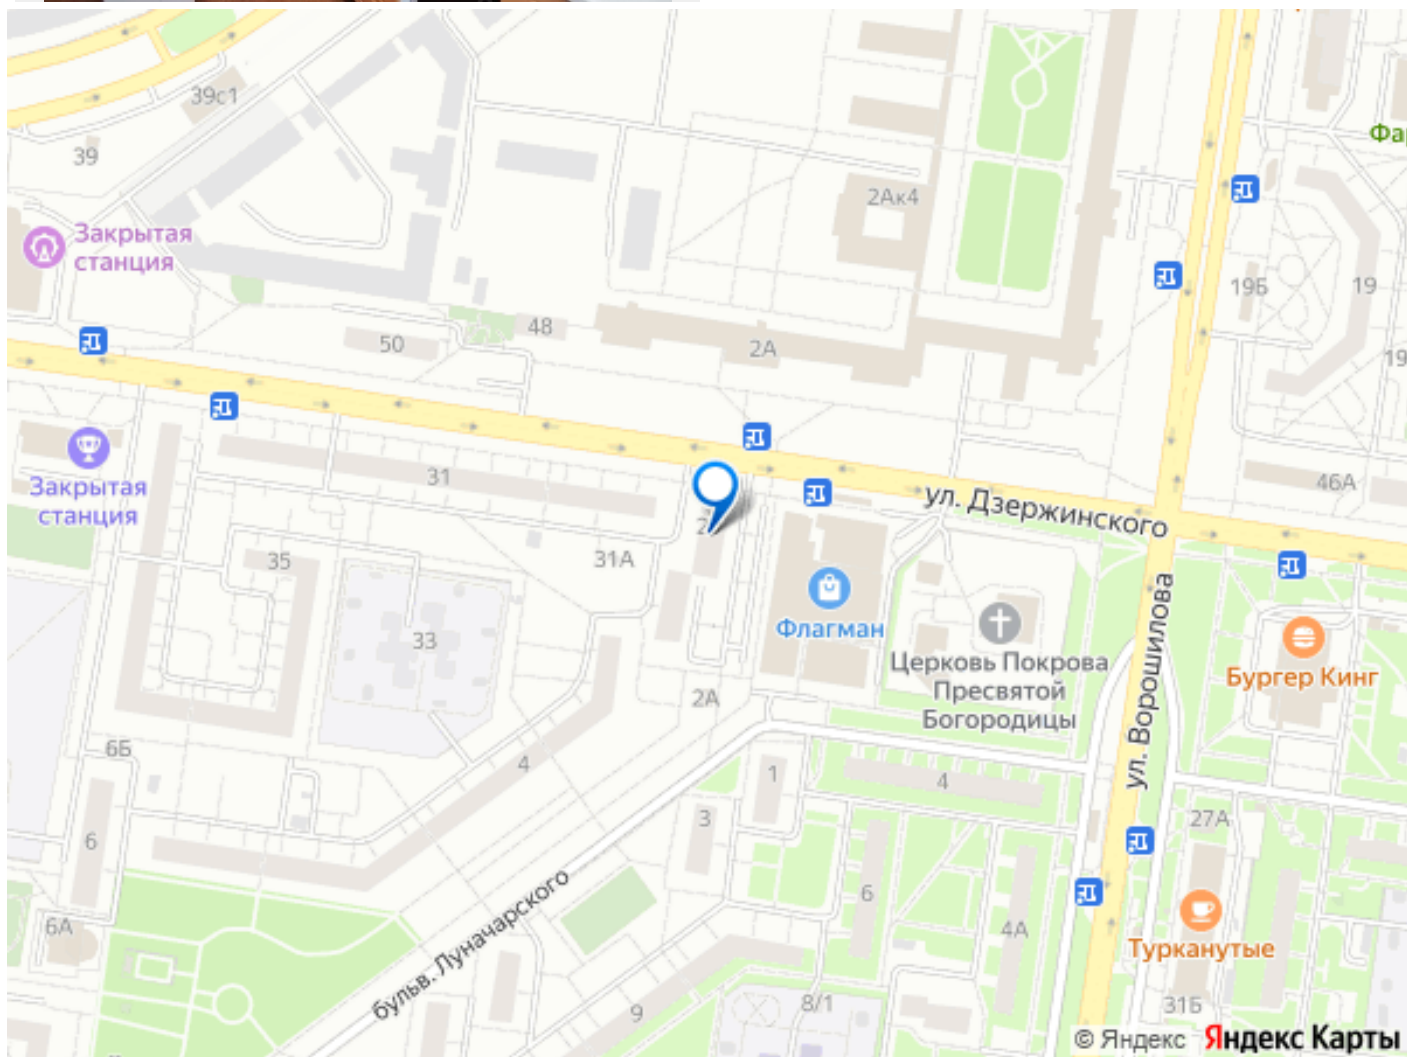 39с1
39
Закрытая
станция
2Ак4
19Б
19
50
48
2А
46А
31
ул. Дзержинского
Закрытая
станция
31А
35
33
Флагман
Церковь Покрова
Пресвятой
Богородицы
ул. Ворошилова
Бургер Кинг
2А
6Б
4
1
4
3
27А
6
6
4А
6А
бульв. Луначарского
Турканутые
9
8/1
31Б
© Яндекс Яндекс Карты